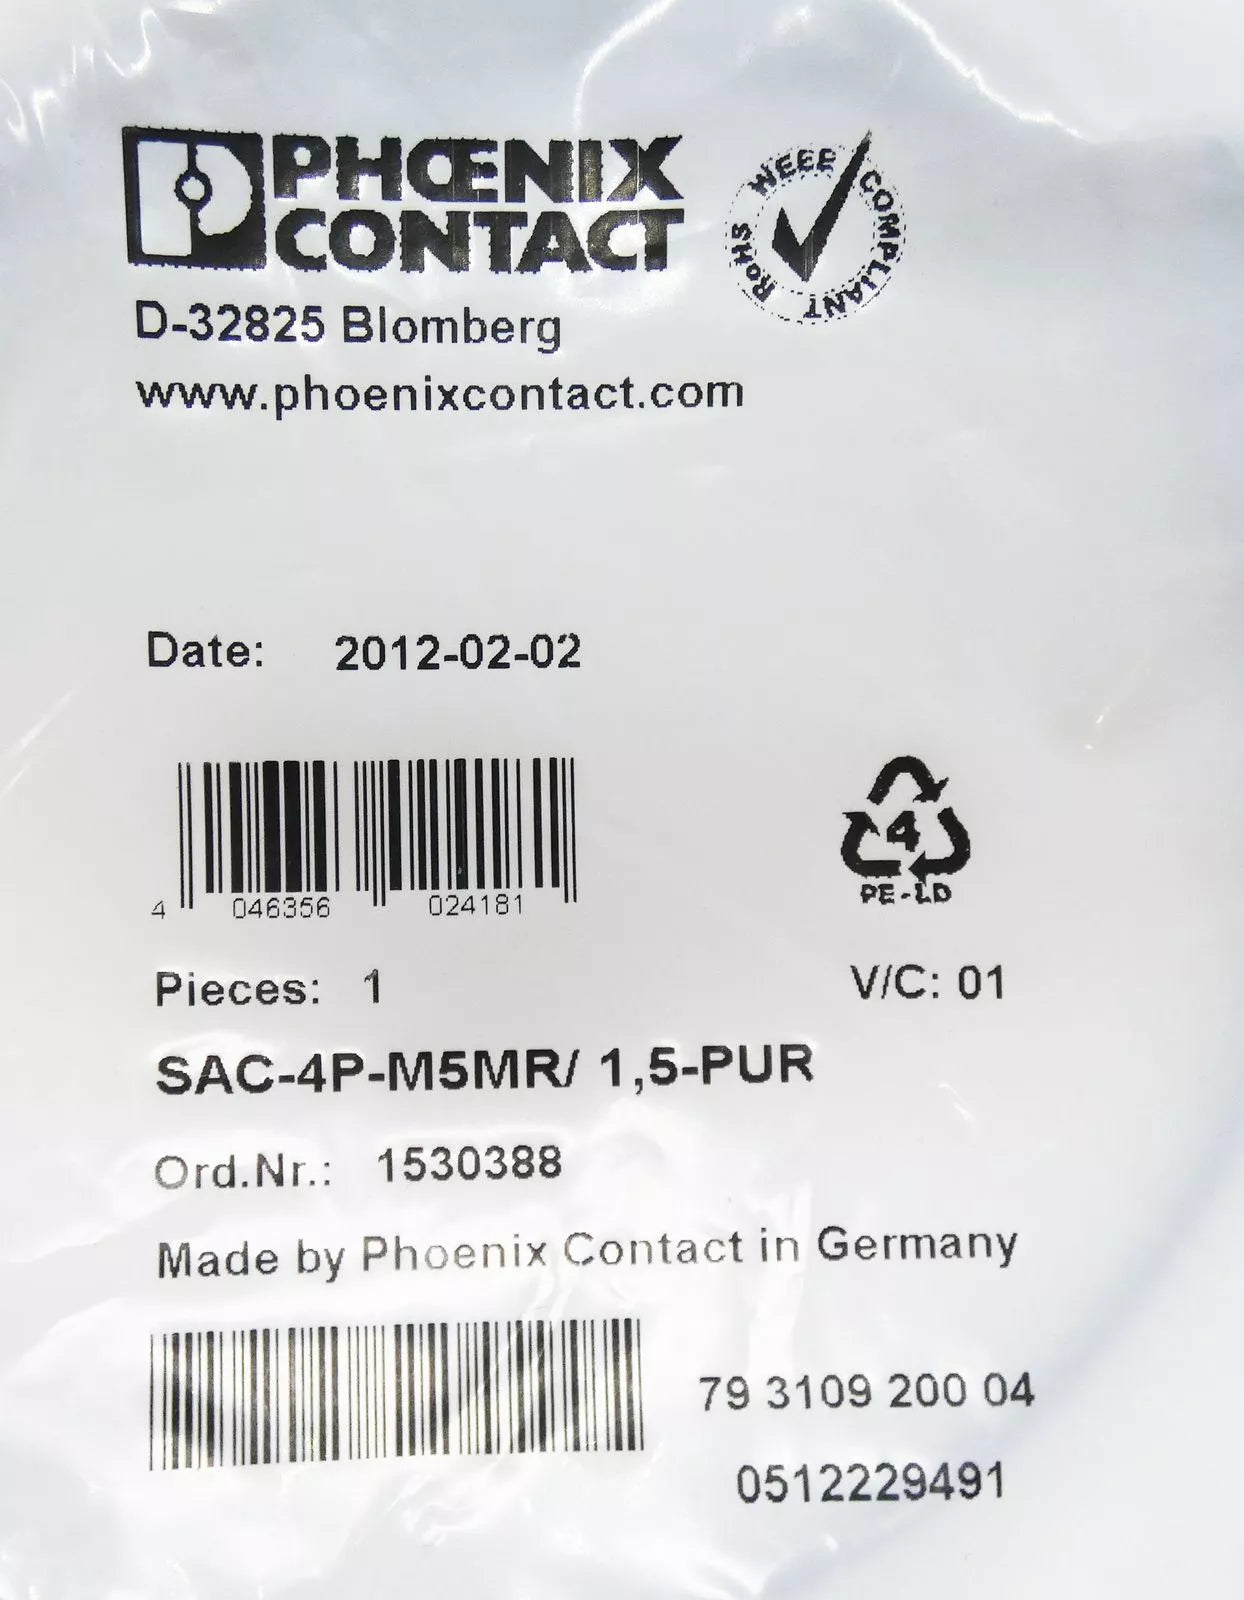 PHŒNIX
CONTACT
RoHS WEEE COMPLIANT
D-32825 Blomberg
www.phoenixcontact.com
Date: 2012-02-02
4 046356 024181
4
PE-LD
Pieces: 1
V/C: 01
SAC-4P-M5MR/ 1,5-PUR
Ord.Nr.: 1530388
Made by Phoenix Contact in Germany
79 3109 200 04
0512229491